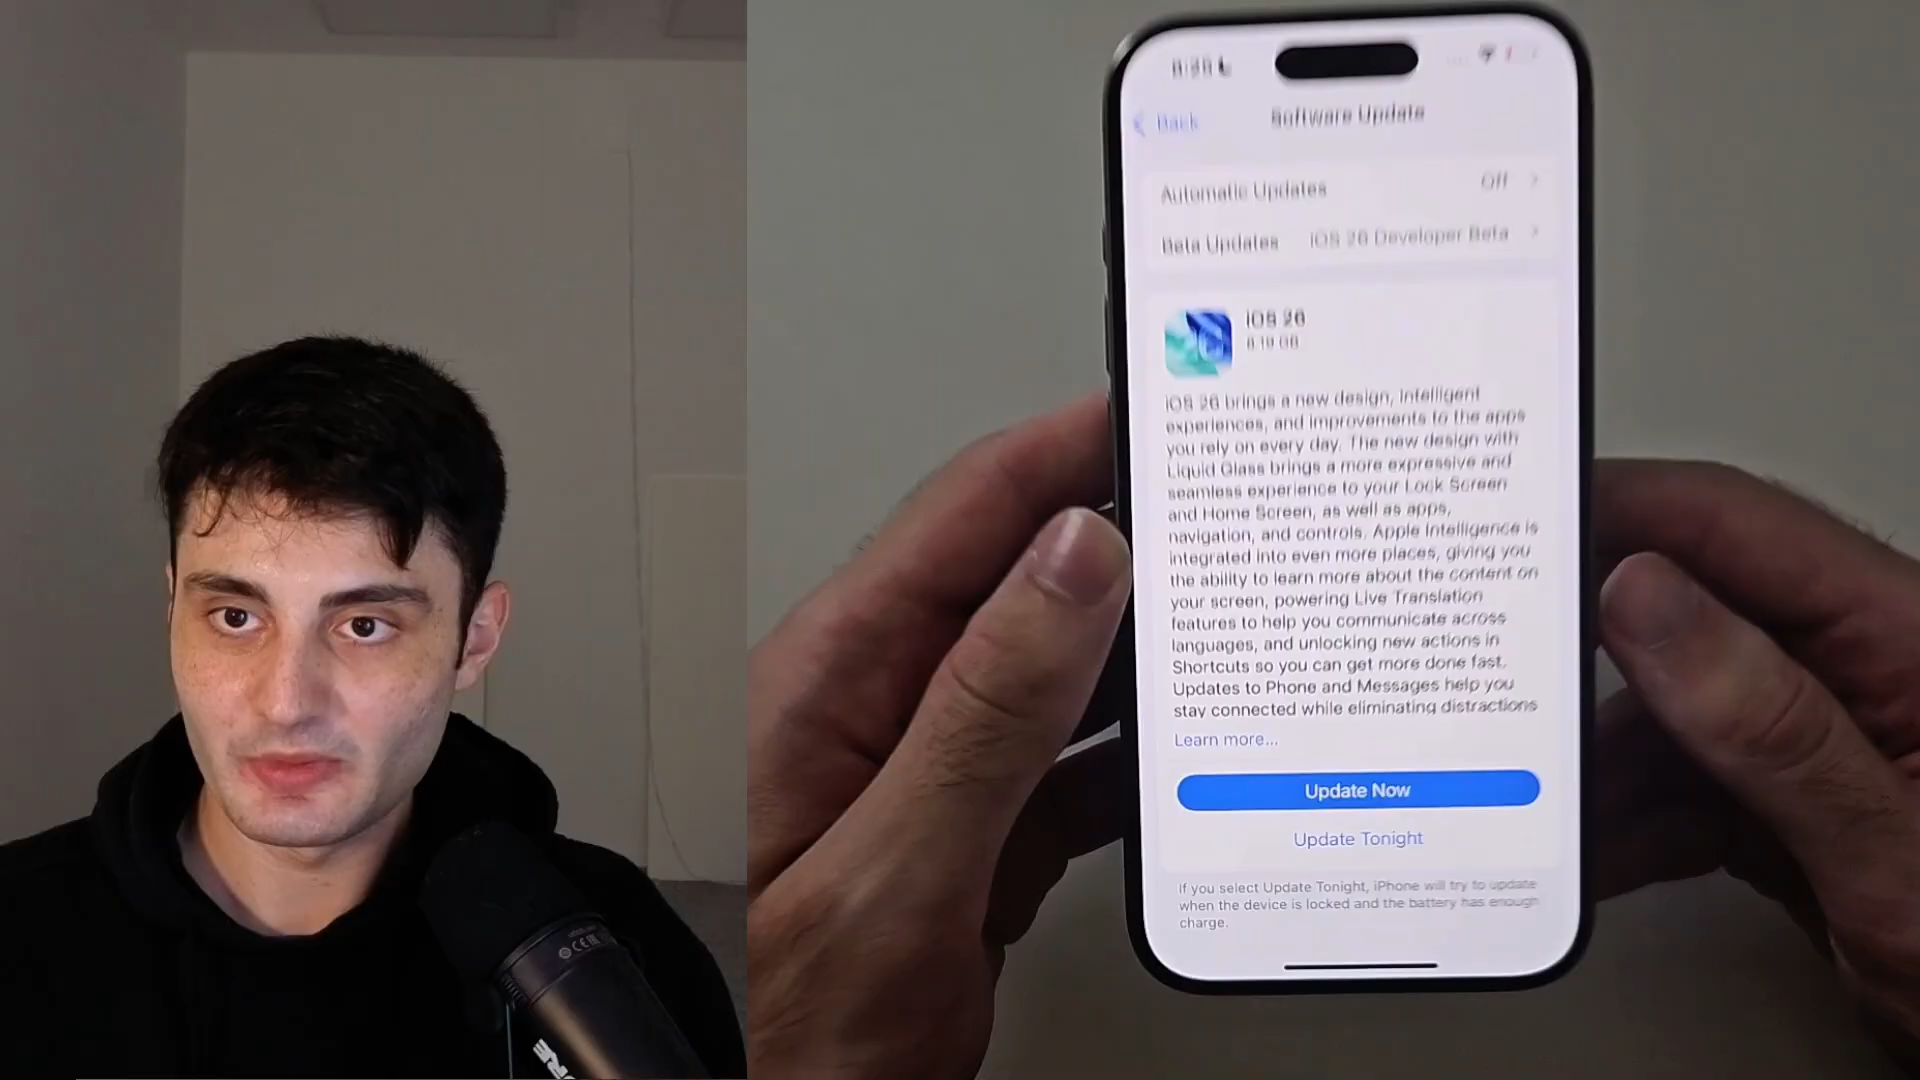 Back
Software Update
Automatic Updates
Off
Beta Updates
iOS 26 Developer Beta
iOS 26
iOS 26 brings a new design, intelligent
experiences, and improvements to the apps
you rely on every day. The new design with
Liquid Glass brings a more expressive and
seamless experience to your Lock Screen
and Home Screen, as well as apps,
navigation, and controls. Apple Intelligence is
integrated into even more places, giving you
the ability to learn more about the content on
your screen, powering Live Translation
features to help you communicate across
languages, and unlocking new actions in
Shortcuts so you can get more done fast.
Updates to Phone and Messages help you
stay connected while eliminating distractions
Learn more...
Update Now
Update Tonight
If you select Update Tonight, iPhone will try to update
when the device is locked and the battery has enough
charge.